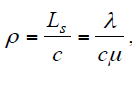 ρ = L_s / c = λ / cμ ,